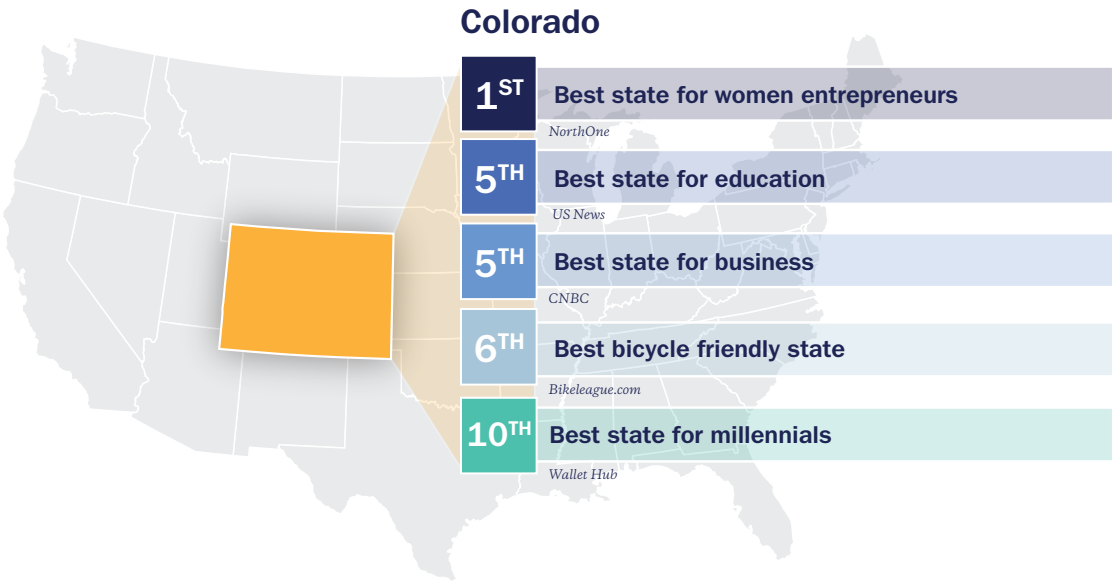 Colorado
1ST
Best state for women entrepreneurs
NorthOne
5TH
Best state for education
US News
5TH
Best state for business
CNBC
6TH
Best bicycle friendly state
Bikeleague.com
10TH
Best state for millennials
Wallet Hub